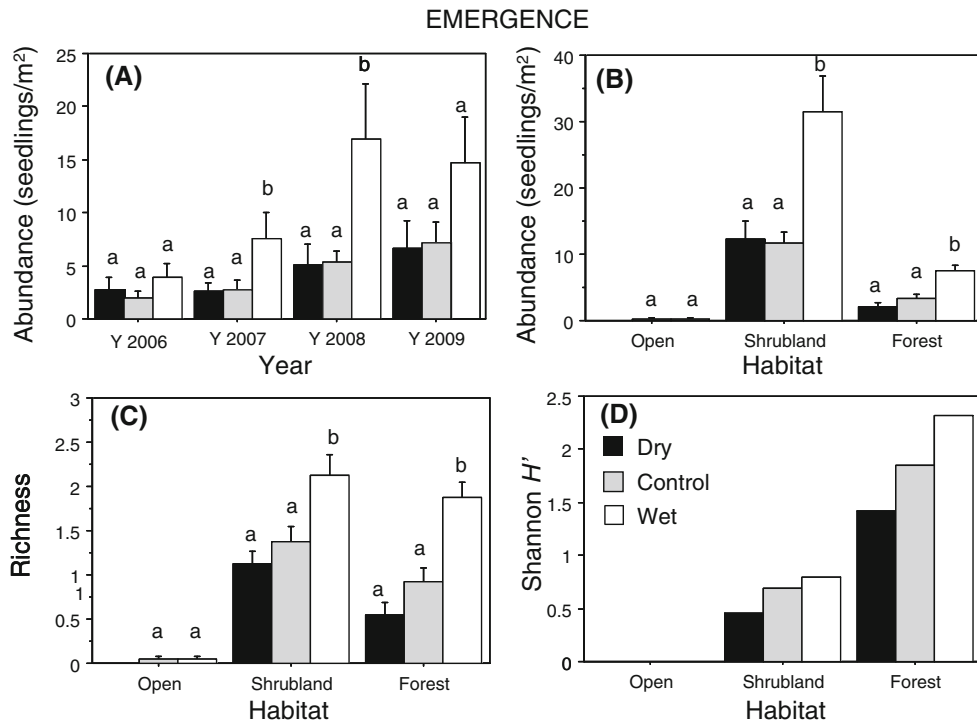 EMERGENCE
(A)
Abundance (seedlings/m²)
25
20
15
10
5
0
a
a
a
a
a
b
a
a
b
a
a
a
Y 2006
Y 2007
Y 2008
Y 2009
Year
(B)
Abundance (seedlings/m²)
40
30
20
10
0
a
a
a
a
b
a
a
b
Open
Shrubland
Forest
Habitat
(C)
Richness
3
2.5
2
1.5
1
1
0.5
0
a
a
a
a
b
a
a
b
Open
Shrubland
Forest
Habitat
(D)
Shannon H'
2.5
2
1.5
1
0.5
0
Dry
Control
Wet
Open
Shrubland
Forest
Habitat